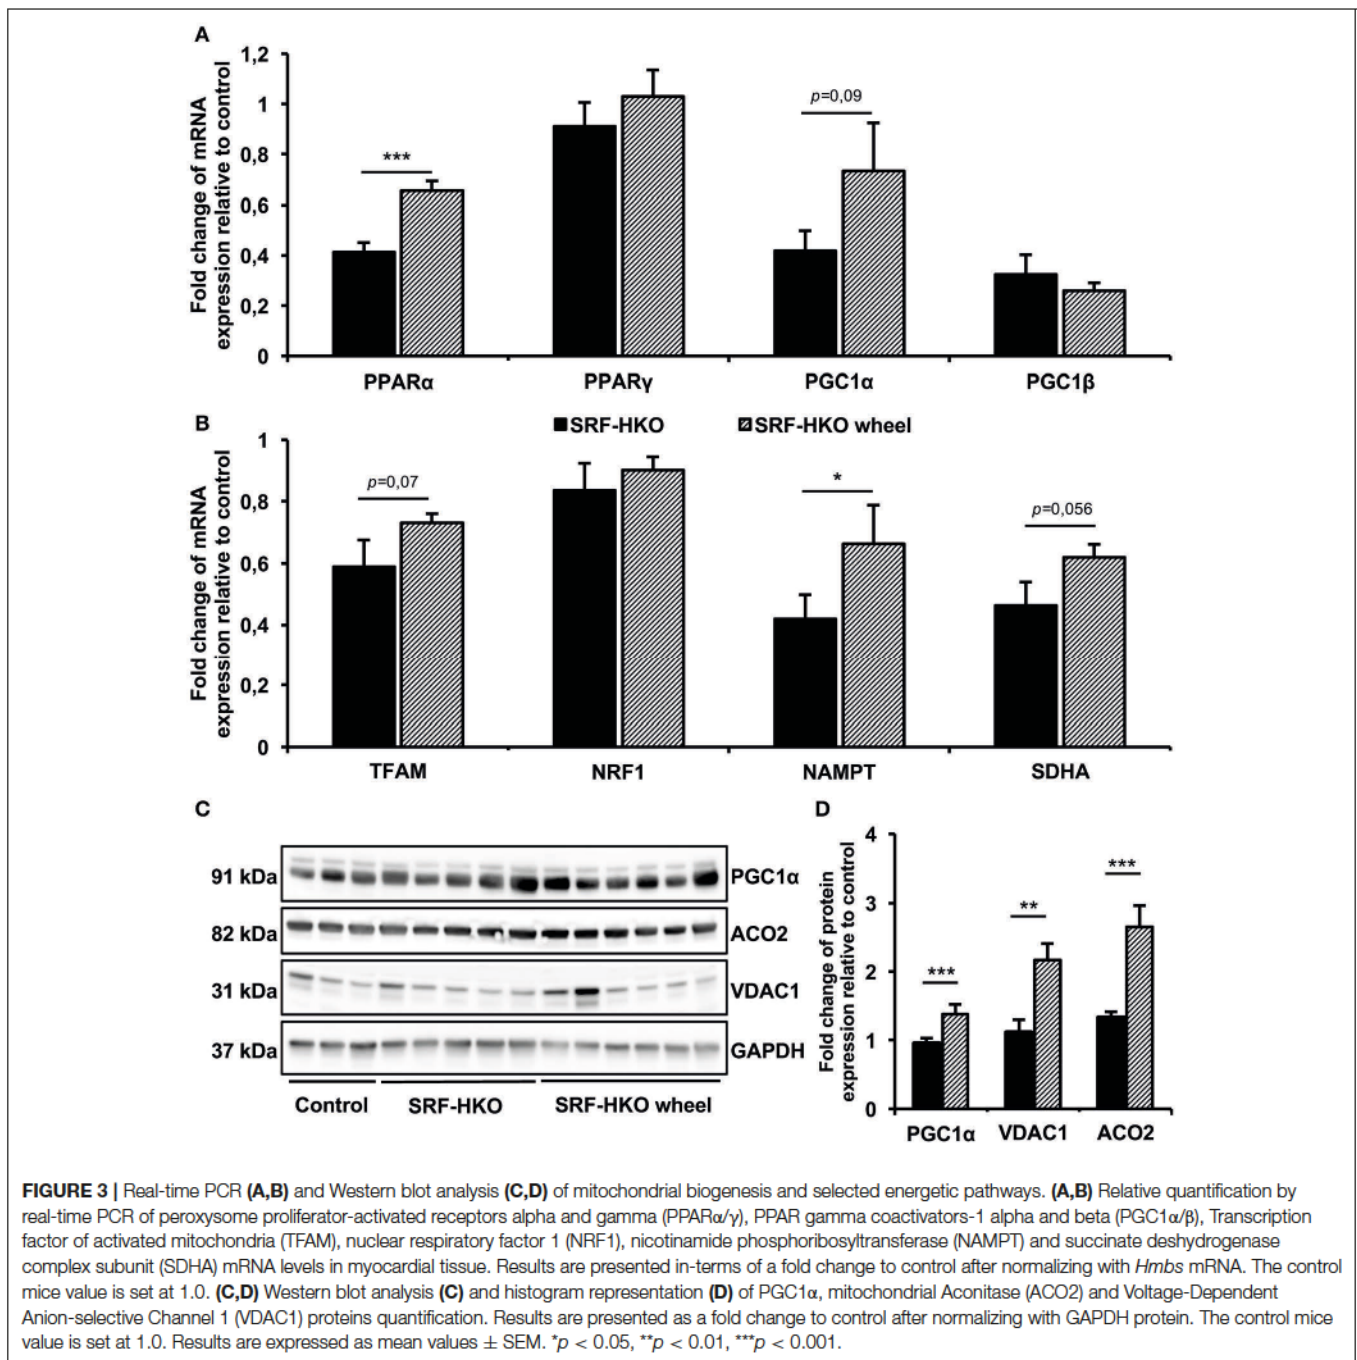 A
Fold change of mRNA
expression relative to control
1,2
1
0,8
0,6
0,4
0,2
0
***
p=0,09
PPARα
PPARγ
PGC1α
PGC1β
B
SRF-HKO
SRF-HKO wheel
Fold change of mRNA
expression relative to control
1
0,8
0,6
0,4
0,2
0
p=0,07
*
p=0,056
TFAM
NRF1
NAMPT
SDHA
C
91 kDa
PGC1α
82 kDa
ACO2
31 kDa
VDAC1
37 kDa
GAPDH
Control
SRF-HKO
SRF-HKO wheel
D
Fold change of protein
expression relative to control
4
3
2
1
0
***
**
***
PGC1α
VDAC1
ACO2
FIGURE 3 | Real-time PCR (A,B) and Western blot analysis (C,D) of mitochondrial biogenesis and selected energetic pathways. (A,B) Relative quantification by
real-time PCR of peroxysome proliferator-activated receptors alpha and gamma (PPARα/γ), PPAR gamma coactivators-1 alpha and beta (PGC1α/β), Transcription
factor of activated mitochondria (TFAM), nuclear respiratory factor 1 (NRF1), nicotinamide phosphoribosyltransferase (NAMPT) and succinate deshydrogenase
complex subunit (SDHA) mRNA levels in myocardial tissue. Results are presented in-terms of a fold change to control after normalizing with Hmbs mRNA. The control
mice value is set at 1.0. (C,D) Western blot analysis (C) and histogram representation (D) of PGC1α, mitochondrial Aconitase (ACO2) and Voltage-Dependent
Anion-selective Channel 1 (VDAC1) proteins quantification. Results are presented as a fold change to control after normalizing with GAPDH protein. The control mice
value is set at 1.0. Results are expressed as mean values ± SEM. *p < 0.05, **p < 0.01, ***p < 0.001.